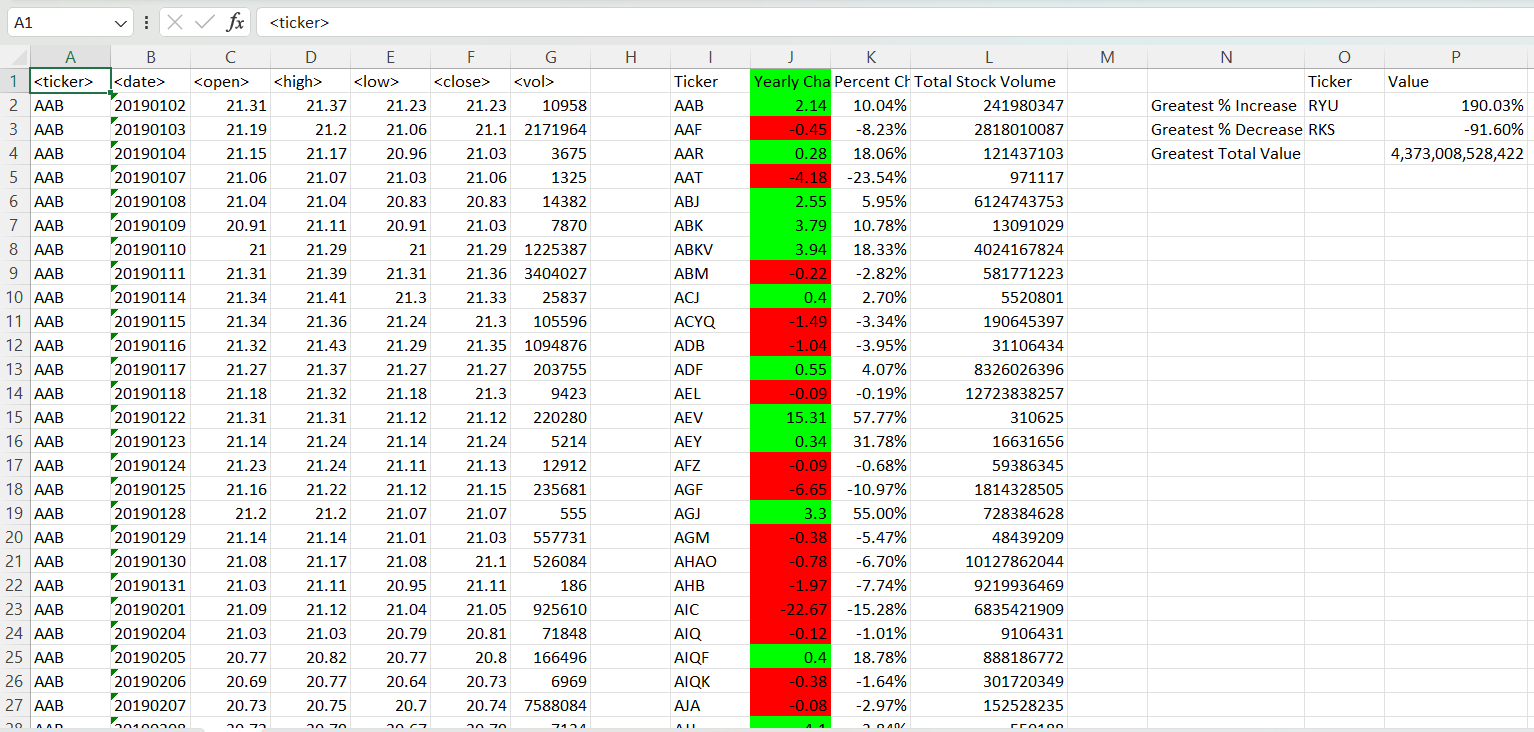 A1 fx <ticker>
A B C D E F G H I J K L M N O P
1 <ticker> <date> <open> <high> <low> <close> <vol> Ticker Yearly Cha Percent Ch Total Stock Volume Ticker Value
2 AAB 20190102 21.31 21.37 21.23 21.23 10958 AAB 2.14 10.04% 241980347 Greatest % Increase RYU 190.03%
3 AAB 20190103 21.19 21.2 21.06 21.1 2171964 AAF -0.45 -8.23% 2818010087 Greatest % Decrease RKS -91.60%
4 AAB 20190104 21.15 21.17 20.96 21.03 3675 AAR 0.28 18.06% 121437103 Greatest Total Value 4,373,008,528,422
5 AAB 20190107 21.06 21.07 21.03 21.06 1325 AAT -4.18 -23.54% 971117
6 AAB 20190108 21.04 21.04 20.83 20.83 14382 ABJ 2.55 5.95% 6124743753
7 AAB 20190109 20.91 21.11 20.91 21.03 7870 ABK 3.79 10.78% 13091029
8 AAB 20190110 21 21.29 21 21.29 1225387 ABKV 3.94 18.33% 4024167824
9 AAB 20190111 21.31 21.39 21.31 21.36 3404027 ABM -0.22 -2.82% 581771223
10 AAB 20190114 21.34 21.41 21.3 21.33 25837 ACJ 0.4 2.70% 5520801
11 AAB 20190115 21.34 21.36 21.24 21.3 105596 ACYQ -1.49 -3.34% 190645397
12 AAB 20190116 21.32 21.43 21.29 21.35 1094876 ADB -1.04 -3.95% 31106434
13 AAB 20190117 21.27 21.37 21.27 21.27 203755 ADF 0.55 4.07% 8326026396
14 AAB 20190118 21.18 21.32 21.18 21.3 9423 AEL -0.09 -0.19% 12723838257
15 AAB 20190122 21.31 21.31 21.12 21.12 220280 AEV 15.31 57.77% 310625
16 AAB 20190123 21.14 21.24 21.14 21.24 5214 AEY 0.34 31.78% 16631656
17 AAB 20190124 21.23 21.24 21.11 21.13 12912 AFZ -0.09 -0.68% 59386345
18 AAB 20190125 21.16 21.22 21.12 21.15 235681 AGF -6.65 -10.97% 1814328505
19 AAB 20190128 21.2 21.2 21.07 21.07 555 AGJ 3.3 55.00% 728384628
20 AAB 20190129 21.14 21.14 21.01 21.03 557731 AGM -0.38 -5.47% 48439209
21 AAB 20190130 21.08 21.17 21.08 21.1 526084 AHAO -0.78 -6.70% 10127862044
22 AAB 20190131 21.03 21.11 20.95 21.11 186 AHB -1.97 -7.74% 9219936469
23 AAB 20190201 21.09 21.12 21.04 21.05 925610 AIC -22.67 -15.28% 6835421909
24 AAB 20190204 21.03 21.03 20.79 20.81 71848 AIQ -0.12 -1.01% 9106431
25 AAB 20190205 20.77 20.82 20.77 20.8 166496 AIQF 0.4 18.78% 888186772
26 AAB 20190206 20.69 20.77 20.64 20.73 6969 AIQK -0.38 -1.64% 301720349
27 AAB 20190207 20.73 20.75 20.7 20.74 7588084 AJA -0.08 -2.97% 152528235